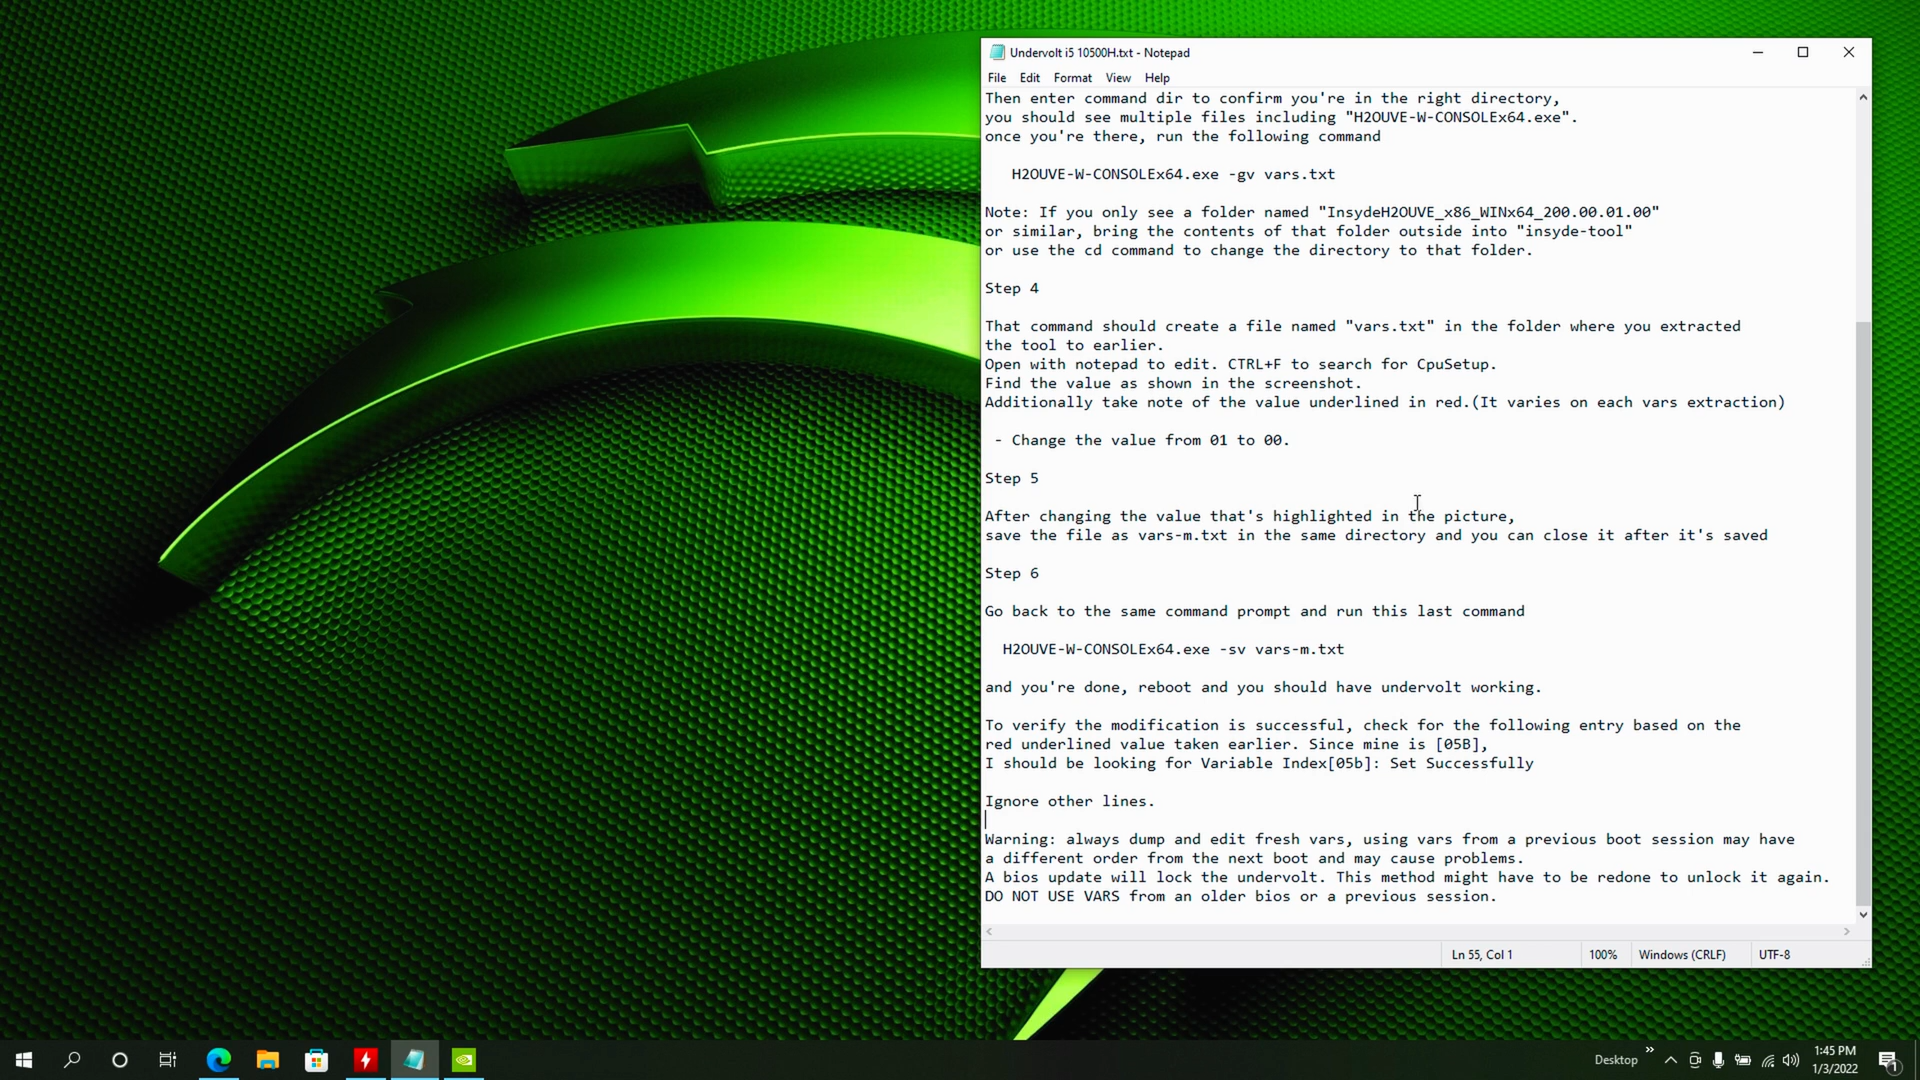 Undervolt i5 10500H.txt - Notepad
File Edit Format View Help
Then enter command dir to confirm you're in the right directory,
you should see multiple files including "H2OUVE-W-CONSOLEx64.exe".
once you're there, run the following command
H2OUVE-W-CONSOLEx64.exe -gv vars.txt
Note: If you only see a folder named "InsydeH2OUVE_x86_WINx64_200.00.01.00"
or similar, bring the contents of that folder outside into "insyde-tool"
or use the cd command to change the directory to that folder.
Step 4
That command should create a file named "vars.txt" in the folder where you extracted
the tool to earlier.
Open with notepad to edit. CTRL+F to search for CpuSetup.
Find the value as shown in the screenshot.
Additionally take note of the value underlined in red.(It varies on each vars extraction)
- Change the value from 01 to 00.
Step 5
After changing the value that's highlighted in the picture,
save the file as vars-m.txt in the same directory and you can close it after it's saved
Step 6
Go back to the same command prompt and run this last command
H2OUVE-W-CONSOLEx64.exe -sv vars-m.txt
and you're done, reboot and you should have undervolt working.
To verify the modification is successful, check for the following entry based on the
red underlined value taken earlier. Since mine is [05B],
I should be looking for Variable Index[05b]: Set Successfully
Ignore other lines.
Warning: always dump and edit fresh vars, using vars from a previous boot session may have
a different order from the next boot and may cause problems.
A bios update will lock the undervolt. This method might have to be redone to unlock it again.
DO NOT USE VARS from an older bios or a previous session.
Ln 55, Col 1 100% Windows (CRLF) UTF-8
Desktop 1:45 PM
1/3/2022 1